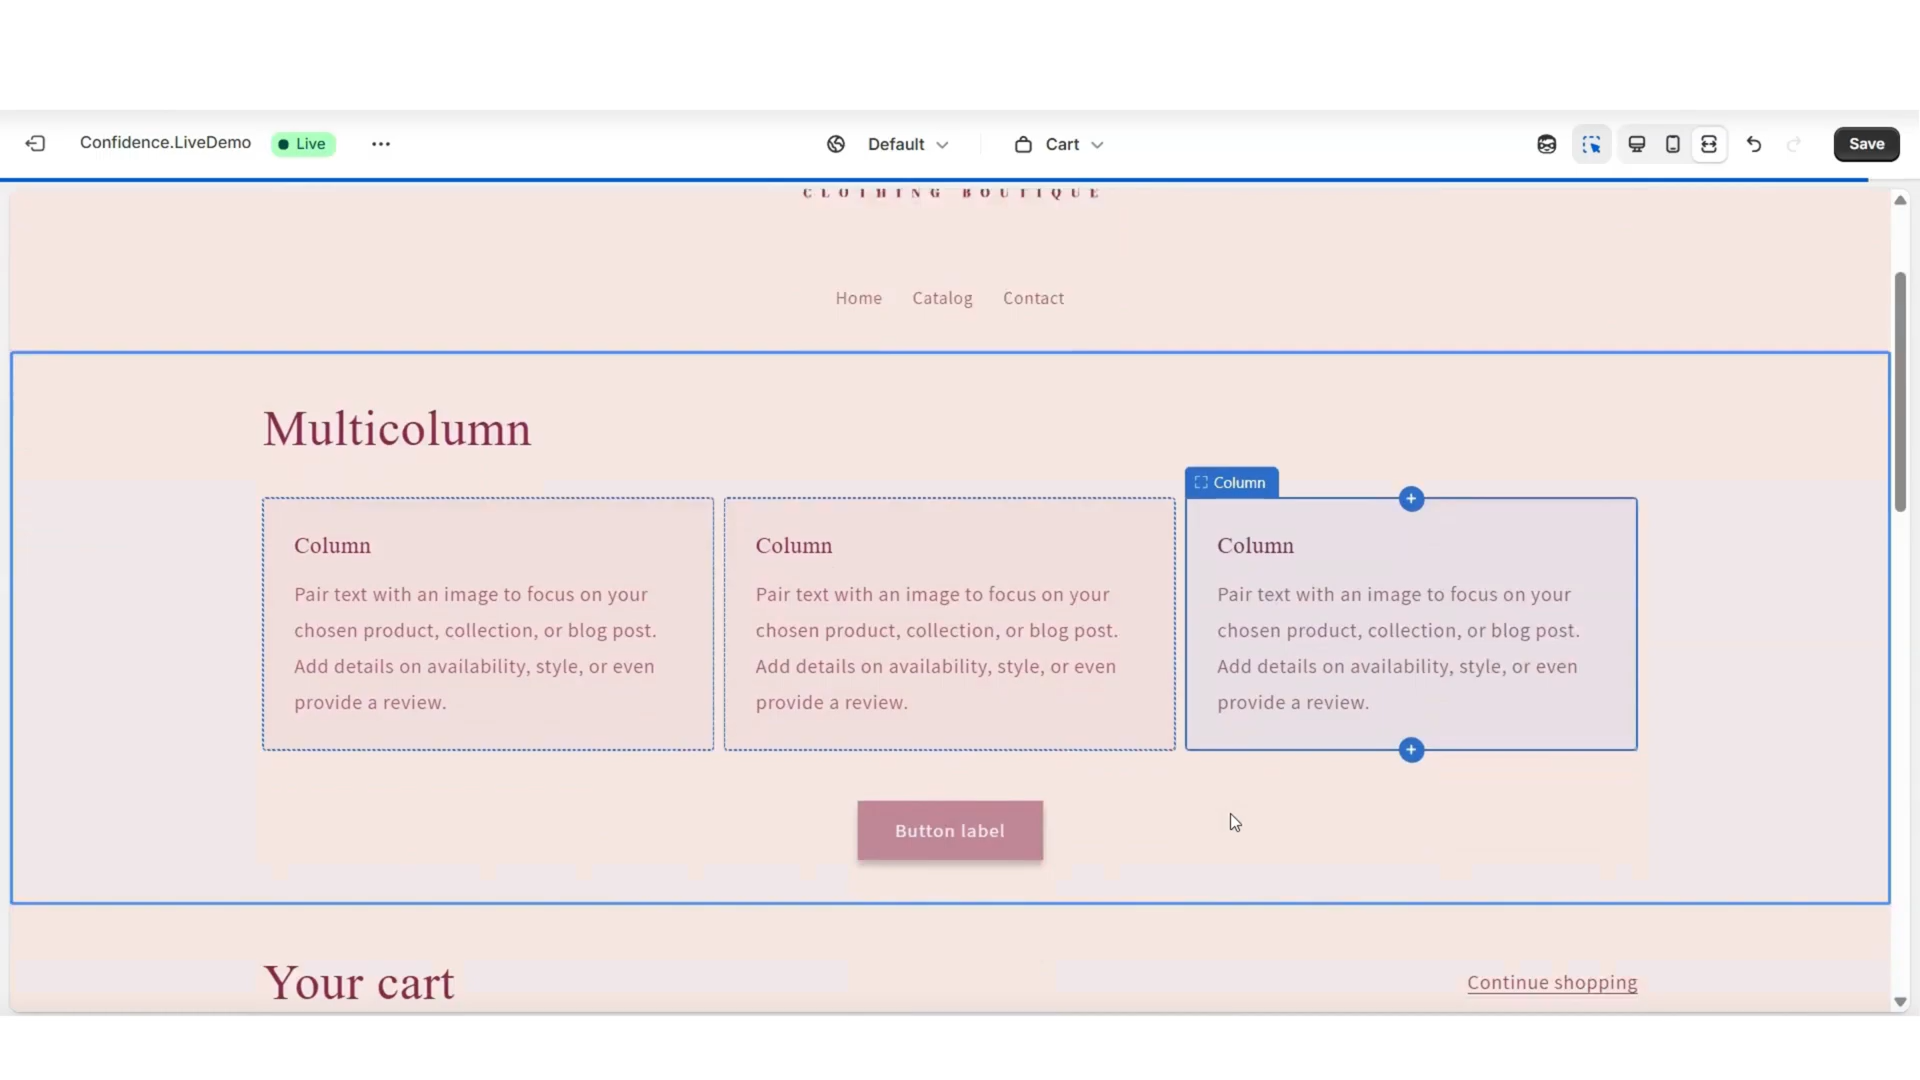 Confidence.LiveDemo Live Default Cart Save
CLOTHING BOUTIQUE
Home Catalog Contact
Multicolumn
Column
Column
Pair text with an image to focus on your
chosen product, collection, or blog post.
Add details on availability, style, or even
provide a review.
Column
Pair text with an image to focus on your
chosen product, collection, or blog post.
Add details on availability, style, or even
provide a review.
Column
Pair text with an image to focus on your
chosen product, collection, or blog post.
Add details on availability, style, or even
provide a review.
Button label
Your cart
Continue shopping